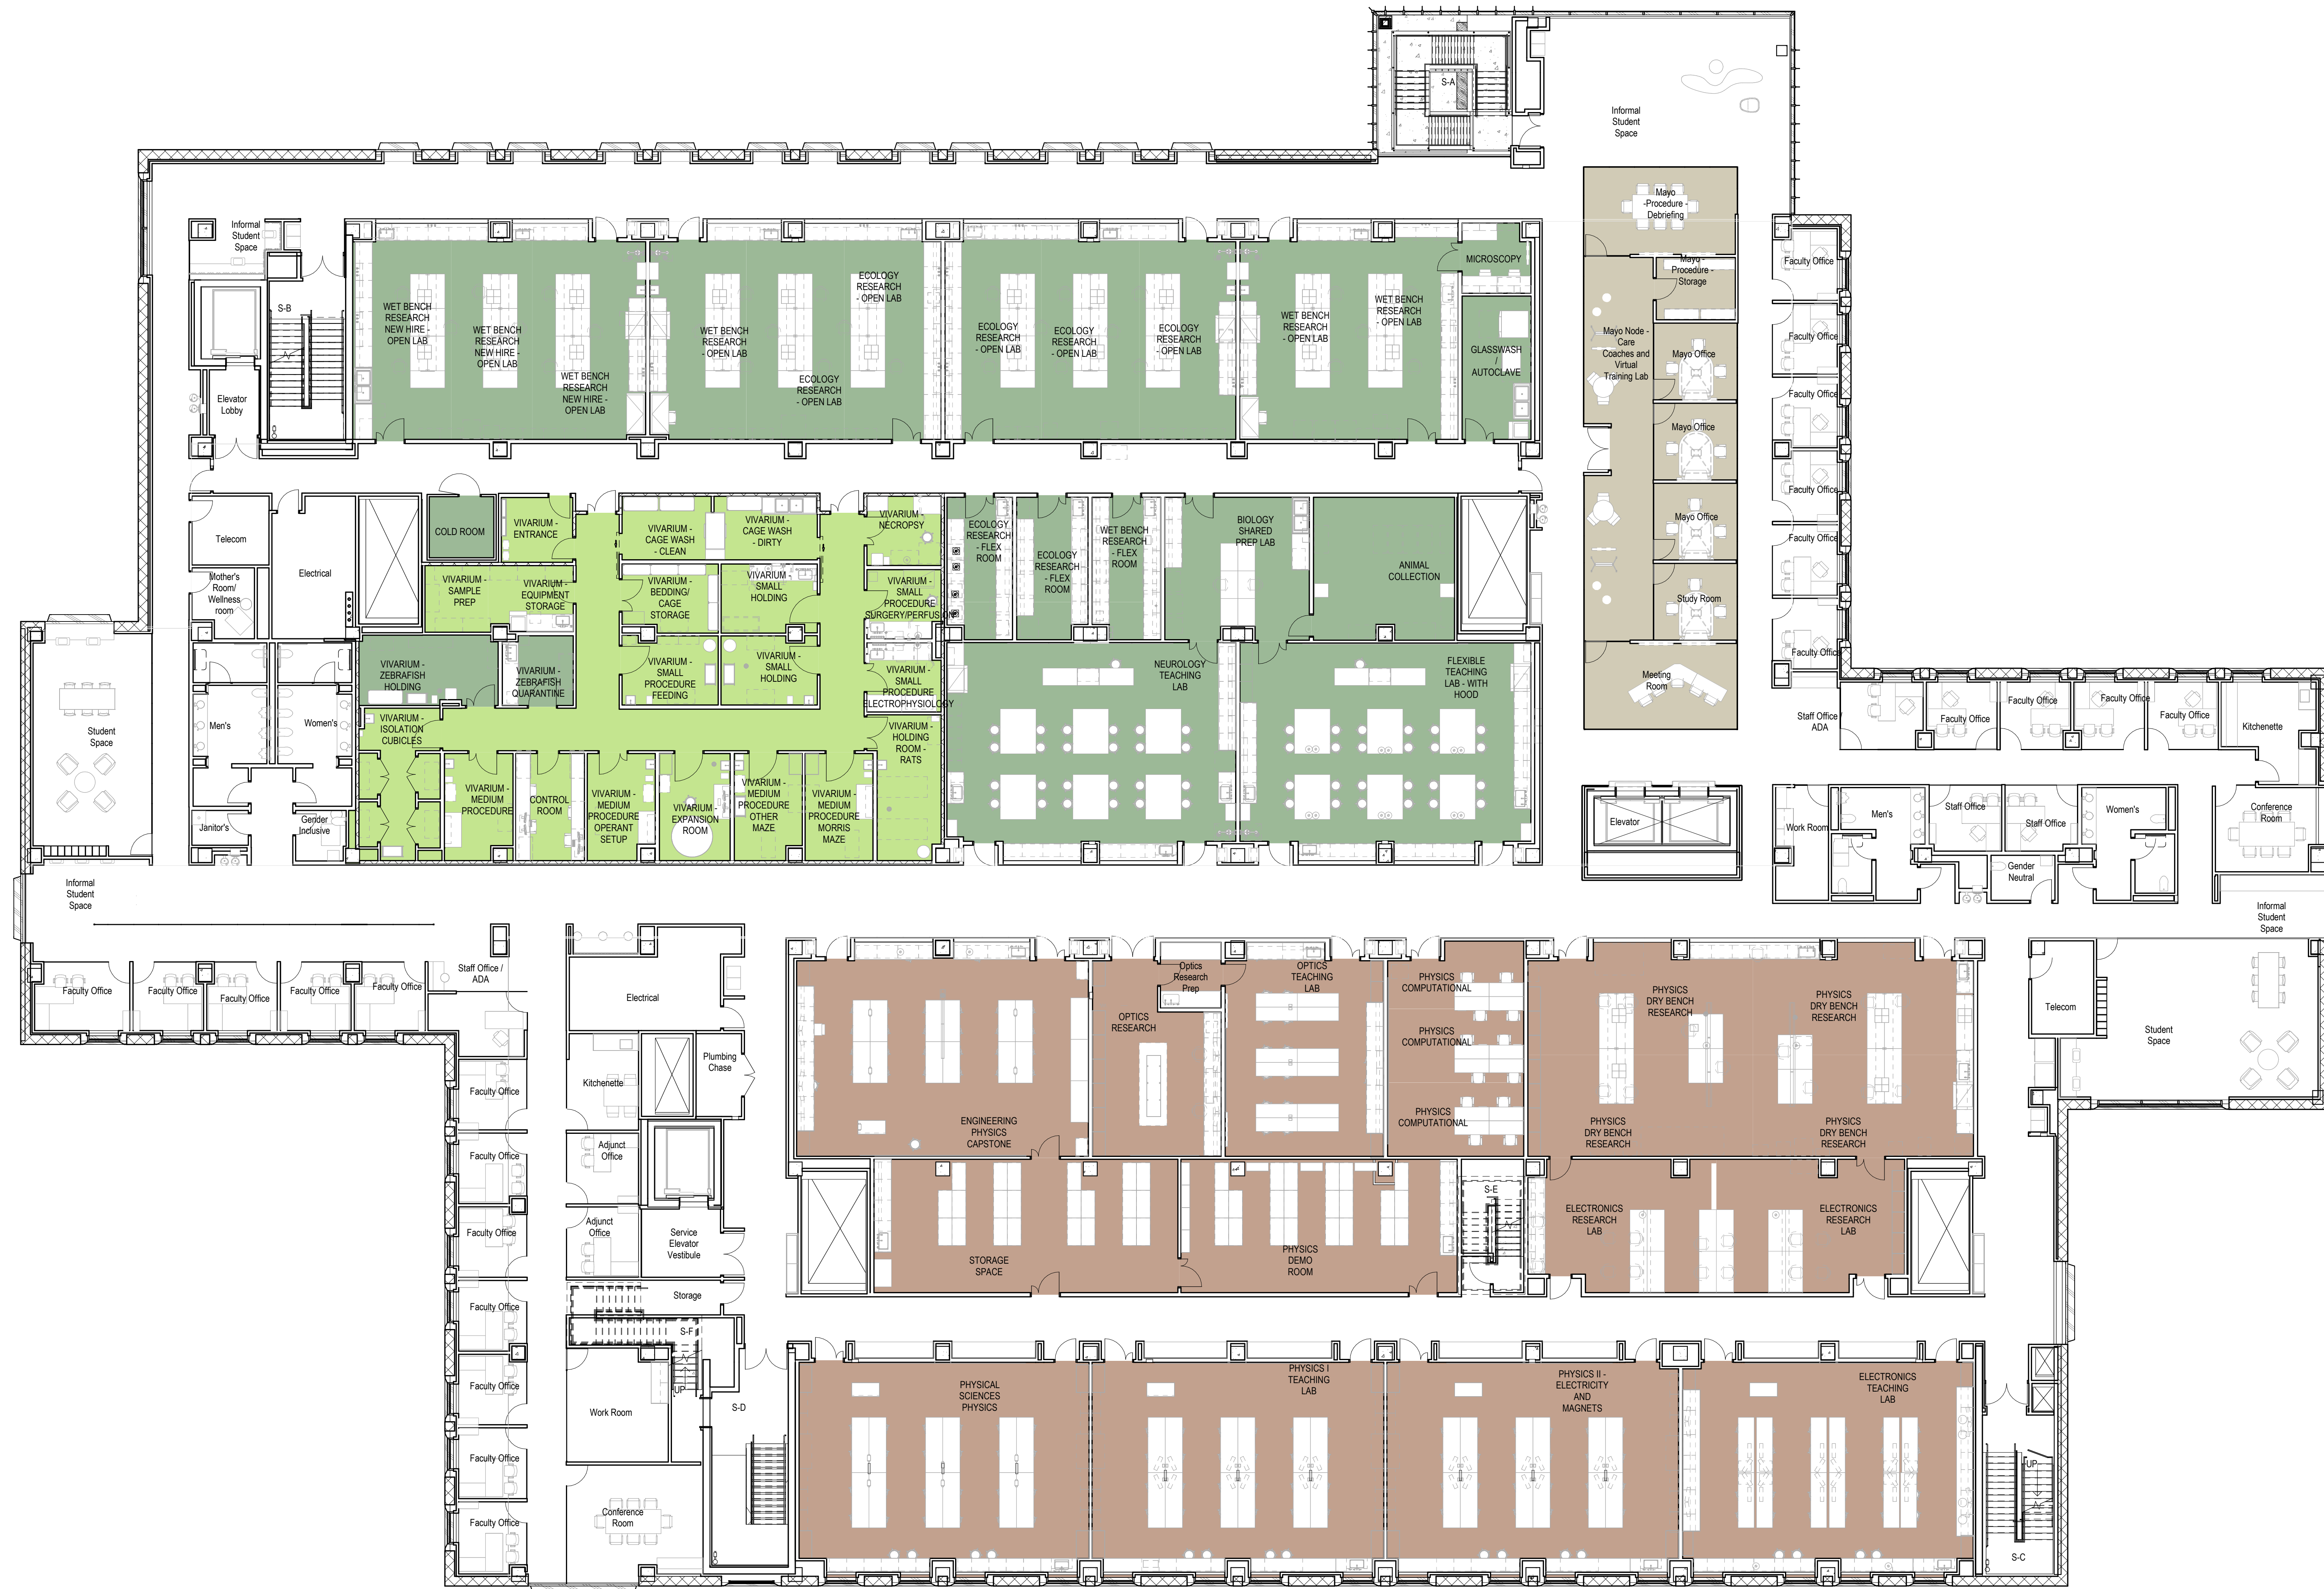 S-A
Informal
Student
Space
Mayo
-Procedure -
Debriefing
Informal
Student
Space
S-B
Elevator
Lobby
WET BENCH
RESEARCH
NEW HIRE -
OPEN LAB
WET BENCH
RESEARCH
NEW HIRE -
OPEN LAB
WET BENCH
RESEARCH
NEW HIRE -
OPEN LAB
WET BENCH
RESEARCH
- OPEN LAB
ECOLOGY
RESEARCH
- OPEN LAB
ECOLOGY
RESEARCH
- OPEN LAB
ECOLOGY
RESEARCH
- OPEN LAB
ECOLOGY
RESEARCH
- OPEN LAB
ECOLOGY
RESEARCH
- OPEN LAB
WET BENCH
RESEARCH
- OPEN LAB
WET BENCH
RESEARCH
- OPEN LAB
MICROSCOPY
GLASSWASH
/
AUTOCLAVE
Mayo -
Procedure -
Storage
Mayo Node -
Care
Coaches and
Virtual
Training Lab
Mayo Office
Mayo Office
Mayo Office
Study Room
Meeting
Room
Faculty Office
Faculty Office
Faculty Office
Faculty Office
Faculty Office
Faculty Office
Telecom
Electrical
Mother's
Room/
Wellness
room
COLD ROOM
VIVARIUM -
ENTRANCE
VIVARIUM -
CAGE WASH
- CLEAN
VIVARIUM -
CAGE WASH
- DIRTY
VIVARIUM -
NECROPSY
VIVARIUM -
SAMPLE
PREP
VIVARIUM -
EQUIPMENT
STORAGE
VIVARIUM -
BEDDING/
CAGE
STORAGE
VIVARIUM -
SMALL
HOLDING
VIVARIUM -
SMALL
PROCEDURE
SURGERY/PERFUSION
VIVARIUM -
ZEBRAFISH
HOLDING
VIVARIUM -
ZEBRAFISH
QUARANTINE
VIVARIUM -
SMALL
PROCEDURE
FEEDING
VIVARIUM -
SMALL
HOLDING
VIVARIUM -
SMALL
PROCEDURE
ELECTROPHYSIOLOGY
VIVARIUM -
ISOLATION
CUBICLES
VIVARIUM -
HOLDING
ROOM -
RATS
VIVARIUM -
MEDIUM
PROCEDURE
CONTROL
ROOM
VIVARIUM -
MEDIUM
PROCEDURE
OPERANT
SETUP
VIVARIUM -
EXPANSION
ROOM
VIVARIUM -
MEDIUM
PROCEDURE
OTHER
MAZE
VIVARIUM -
MEDIUM
PROCEDURE
MORRIS
MAZE
ECOLOGY
RESEARCH
- FLEX
ROOM
ECOLOGY
RESEARCH
- FLEX
ROOM
WET BENCH
RESEARCH
- FLEX
ROOM
BIOLOGY
SHARED
PREP LAB
ANIMAL
COLLECTION
NEUROLOGY
TEACHING
LAB
FLEXIBLE
TEACHING
LAB - WITH
HOOD
Student
Space
Men's
Women's
Janitor's
Gender
Inclusive
Staff Office /
ADA
Faculty Office
Faculty Office
Faculty Office
Faculty Office
Kitchenette
Elevator
Work Room
Men's
Staff Office
Staff Office
Women's
Conference
Room
Gender
Neutral
Informal
Student
Space
Informal
Student
Space
Faculty Office
Faculty Office
Faculty Office
Faculty Office
Faculty Office
Staff Office /
ADA
Electrical
Kitchenette
Plumbing
Chase
Faculty Office
Faculty Office
Faculty Office
Faculty Office
Faculty Office
Faculty Office
Faculty Office
Adjunct
Office
Adjunct
Office
Service
Elevator
Vestibule
Storage
S-F
UP
Work Room
S-D
Conference
Room
Optics
Research
Prep
OPTICS
TEACHING
LAB
OPTICS
RESEARCH
ENGINEERING
PHYSICS
CAPSTONE
PHYSICS
COMPUTATIONAL
PHYSICS
COMPUTATIONAL
PHYSICS
COMPUTATIONAL
PHYSICS
DRY BENCH
RESEARCH
PHYSICS
DRY BENCH
RESEARCH
PHYSICS
DRY BENCH
RESEARCH
PHYSICS
DRY BENCH
RESEARCH
Telecom
Student
Space
STORAGE
SPACE
PHYSICS
DEMO
ROOM
S-E
ELECTRONICS
RESEARCH
LAB
ELECTRONICS
RESEARCH
LAB
PHYSICAL
SCIENCES
PHYSICS
PHYSICS I
TEACHING
LAB
PHYSICS II -
ELECTRICITY
AND
MAGNETS
ELECTRONICS
TEACHING
LAB
UP
S-C